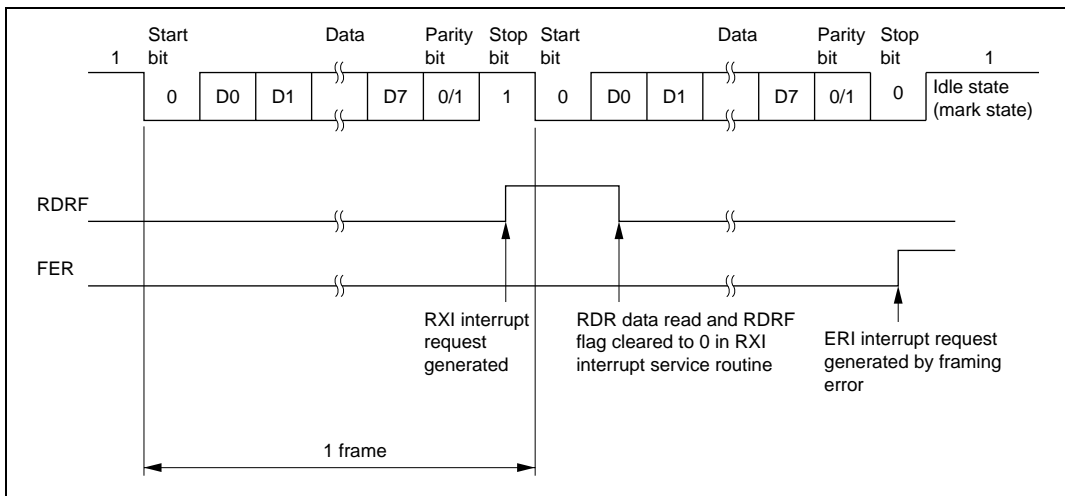 Start bit
Data
Parity bit
Stop bit
Start bit
Data
Parity bit
Stop bit
1
1
0
D0
D1
D7
0/1
1
0
D0
D1
D7
0/1
0
Idle state
(mark state)
RDRF
FER
RXI interrupt
request
generated
RDR data read and RDRF
flag cleared to 0 in RXI
interrupt service routine
ERI interrupt request
generated by framing
error
1 frame